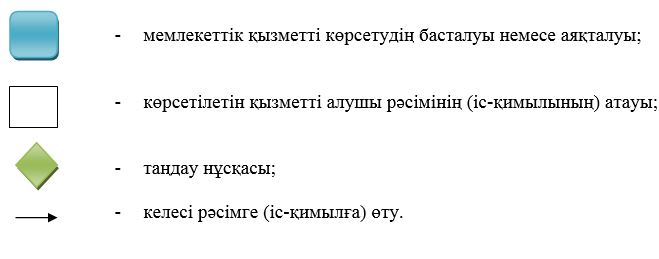 - мемлекеттік қызметті көрсетудің басталуы немесе аяқталуы;
- көрсетілетін қызметті алушы рәсімінің (іс-қимылының) атауы;
- таңдау нұсқасы;
- келесі рәсімге (іс-қимылға) өту.